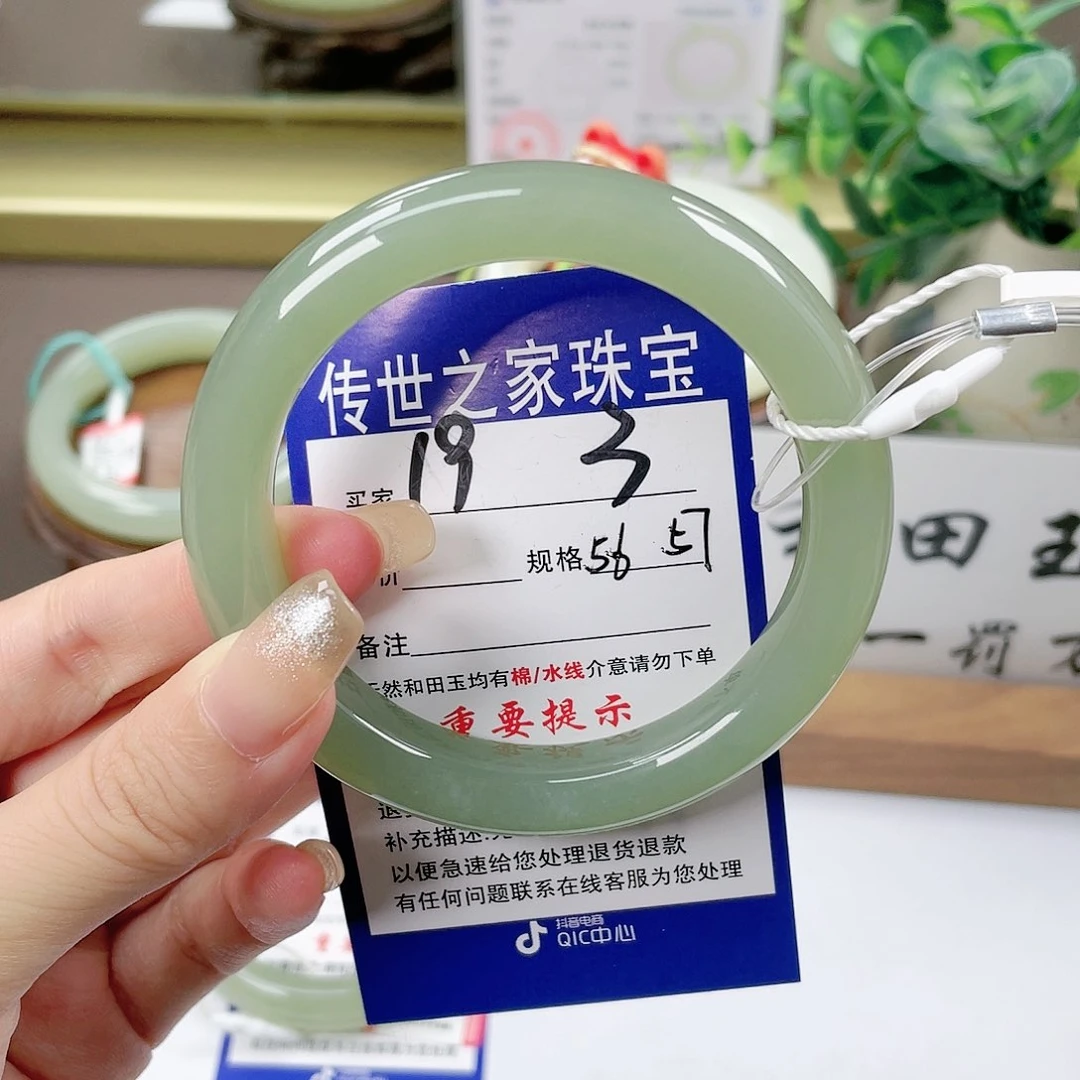 传世之家珠宝
19 3
买家
价 规格 56 圆
备注
然和田玉均有棉/水线介意请勿下单
重要提示
补充描述:
以便急速给您处理退货退款
有任何问题联系在线客服为您处理
抖音电商
QIC中心
田玉
一罚